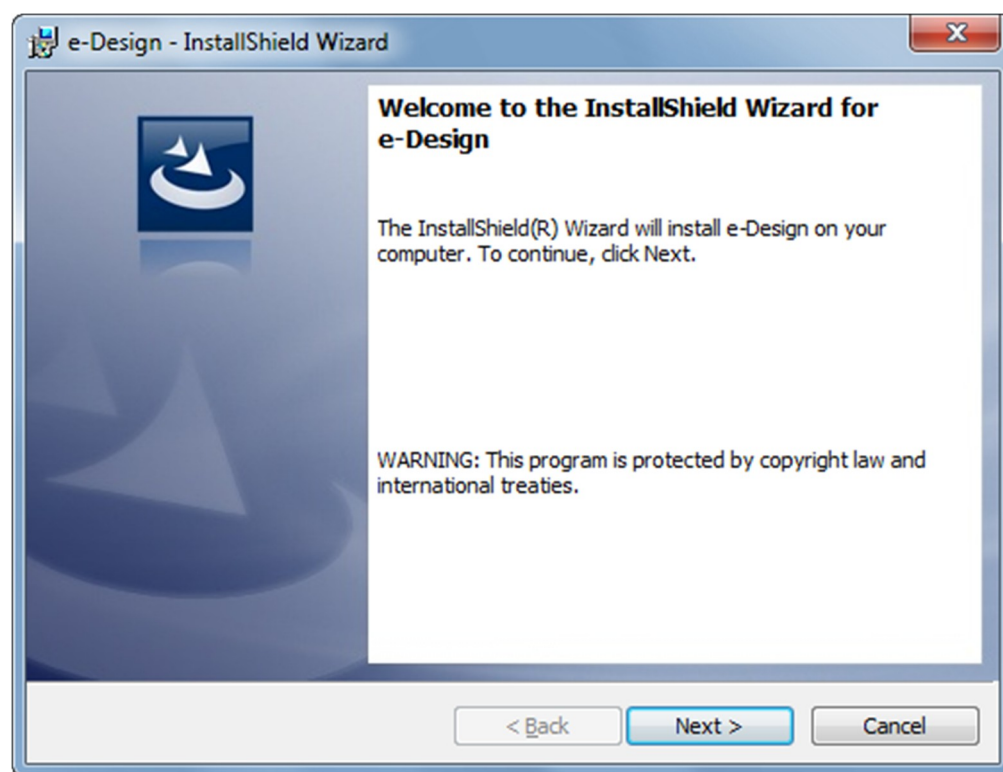 e-Design - InstallShield Wizard
Welcome to the InstallShield Wizard for
e-Design
The InstallShield(R) Wizard will install e-Design on your
computer. To continue, click Next.
WARNING: This program is protected by copyright law and
international treaties.
< Back
Next >
Cancel